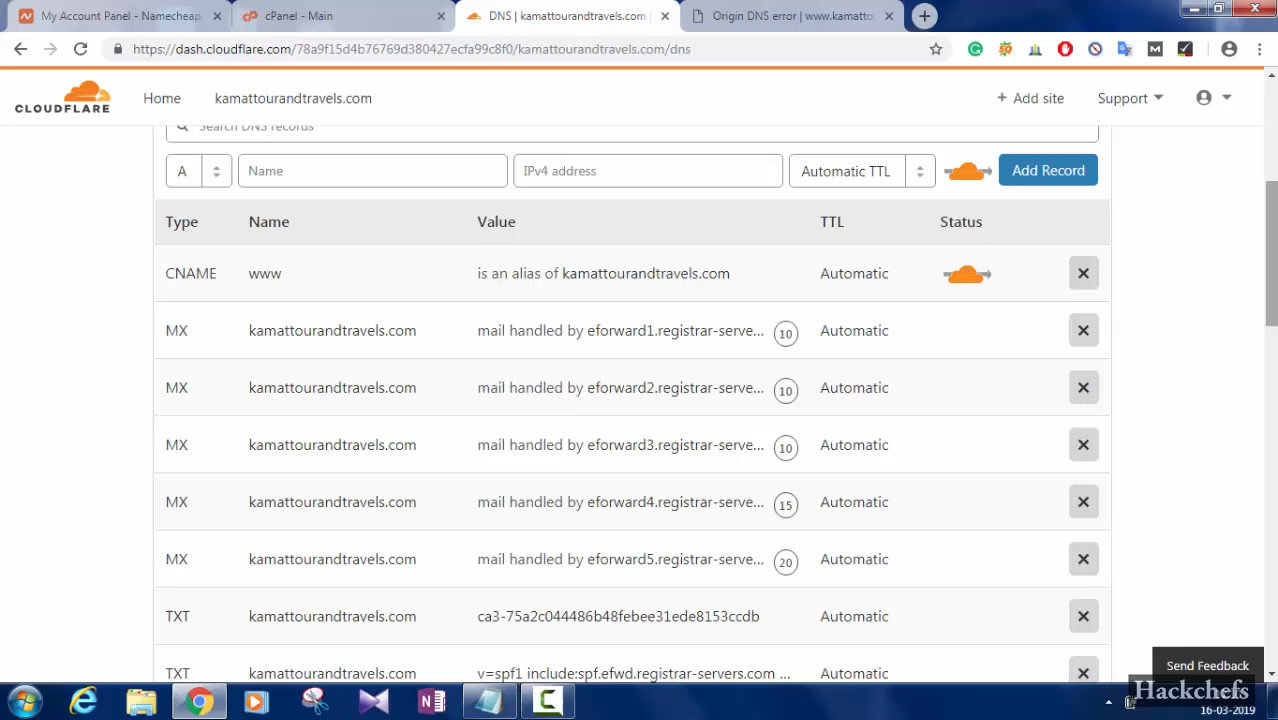 My Account Panel - Namecheap
cPanel - Main
DNS | kamattourandtravels.com
Origin DNS error | www.kamatto
https://dash.cloudflare.com/78a9f15d4b76769d380427ecfa99c8f0/kamattourandtravels.com/dns
CLOUDFLARE
Home
kamattourandtravels.com
+ Add site
Support
Search DNS records
A
Name
IPv4 address
Automatic TTL
Add Record
Type Name Value TTL Status
CNAME www is an alias of kamattourandtravels.com Automatic
MX kamattourandtravels.com mail handled by eforward1.registrar-serve... 10 Automatic
MX kamattourandtravels.com mail handled by eforward2.registrar-serve... 10 Automatic
MX kamattourandtravels.com mail handled by eforward3.registrar-serve... 10 Automatic
MX kamattourandtravels.com mail handled by eforward4.registrar-serve... 15 Automatic
MX kamattourandtravels.com mail handled by eforward5.registrar-serve... 20 Automatic
TXT kamattourandtravels.com ca3-75a2c044486b48febee31ede8153ccdb Automatic
TXT kamattourandtravels.com v=spf1 include:spf.efwd.registrar-servers.com ... Automatic
Send Feedback
Hackchefs
16-03-2019